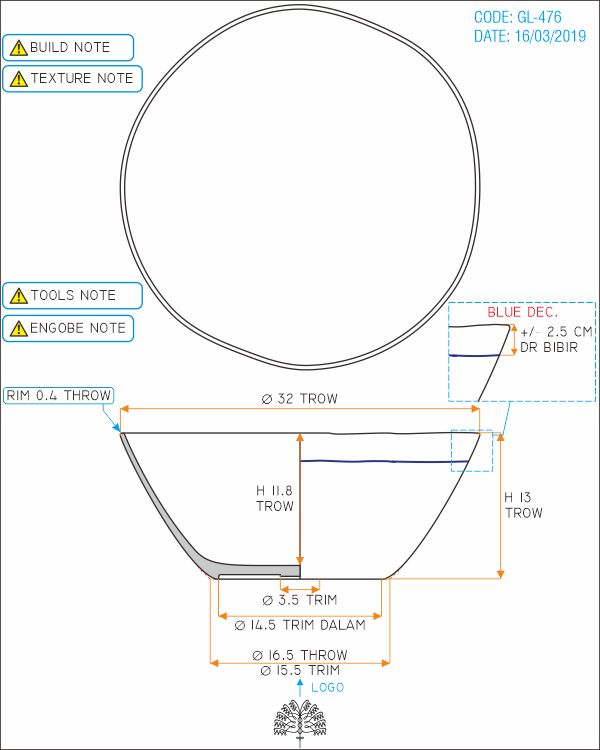 CODE: GL-476
DATE: 16/03/2019
BUILD NOTE
TEXTURE NOTE
TOOLS NOTE
ENGOBE NOTE
BLUE DEC.
+/- 2.5 CM
DR BIBIR
RIM 0.4 THROW
Ø 32 TROW
H 11.8
TROW
H 13
TROW
Ø 3.5 TRIM
Ø 14.5 TRIM DALAM
Ø 16.5 THROW
Ø 15.5 TRIM
LOGO